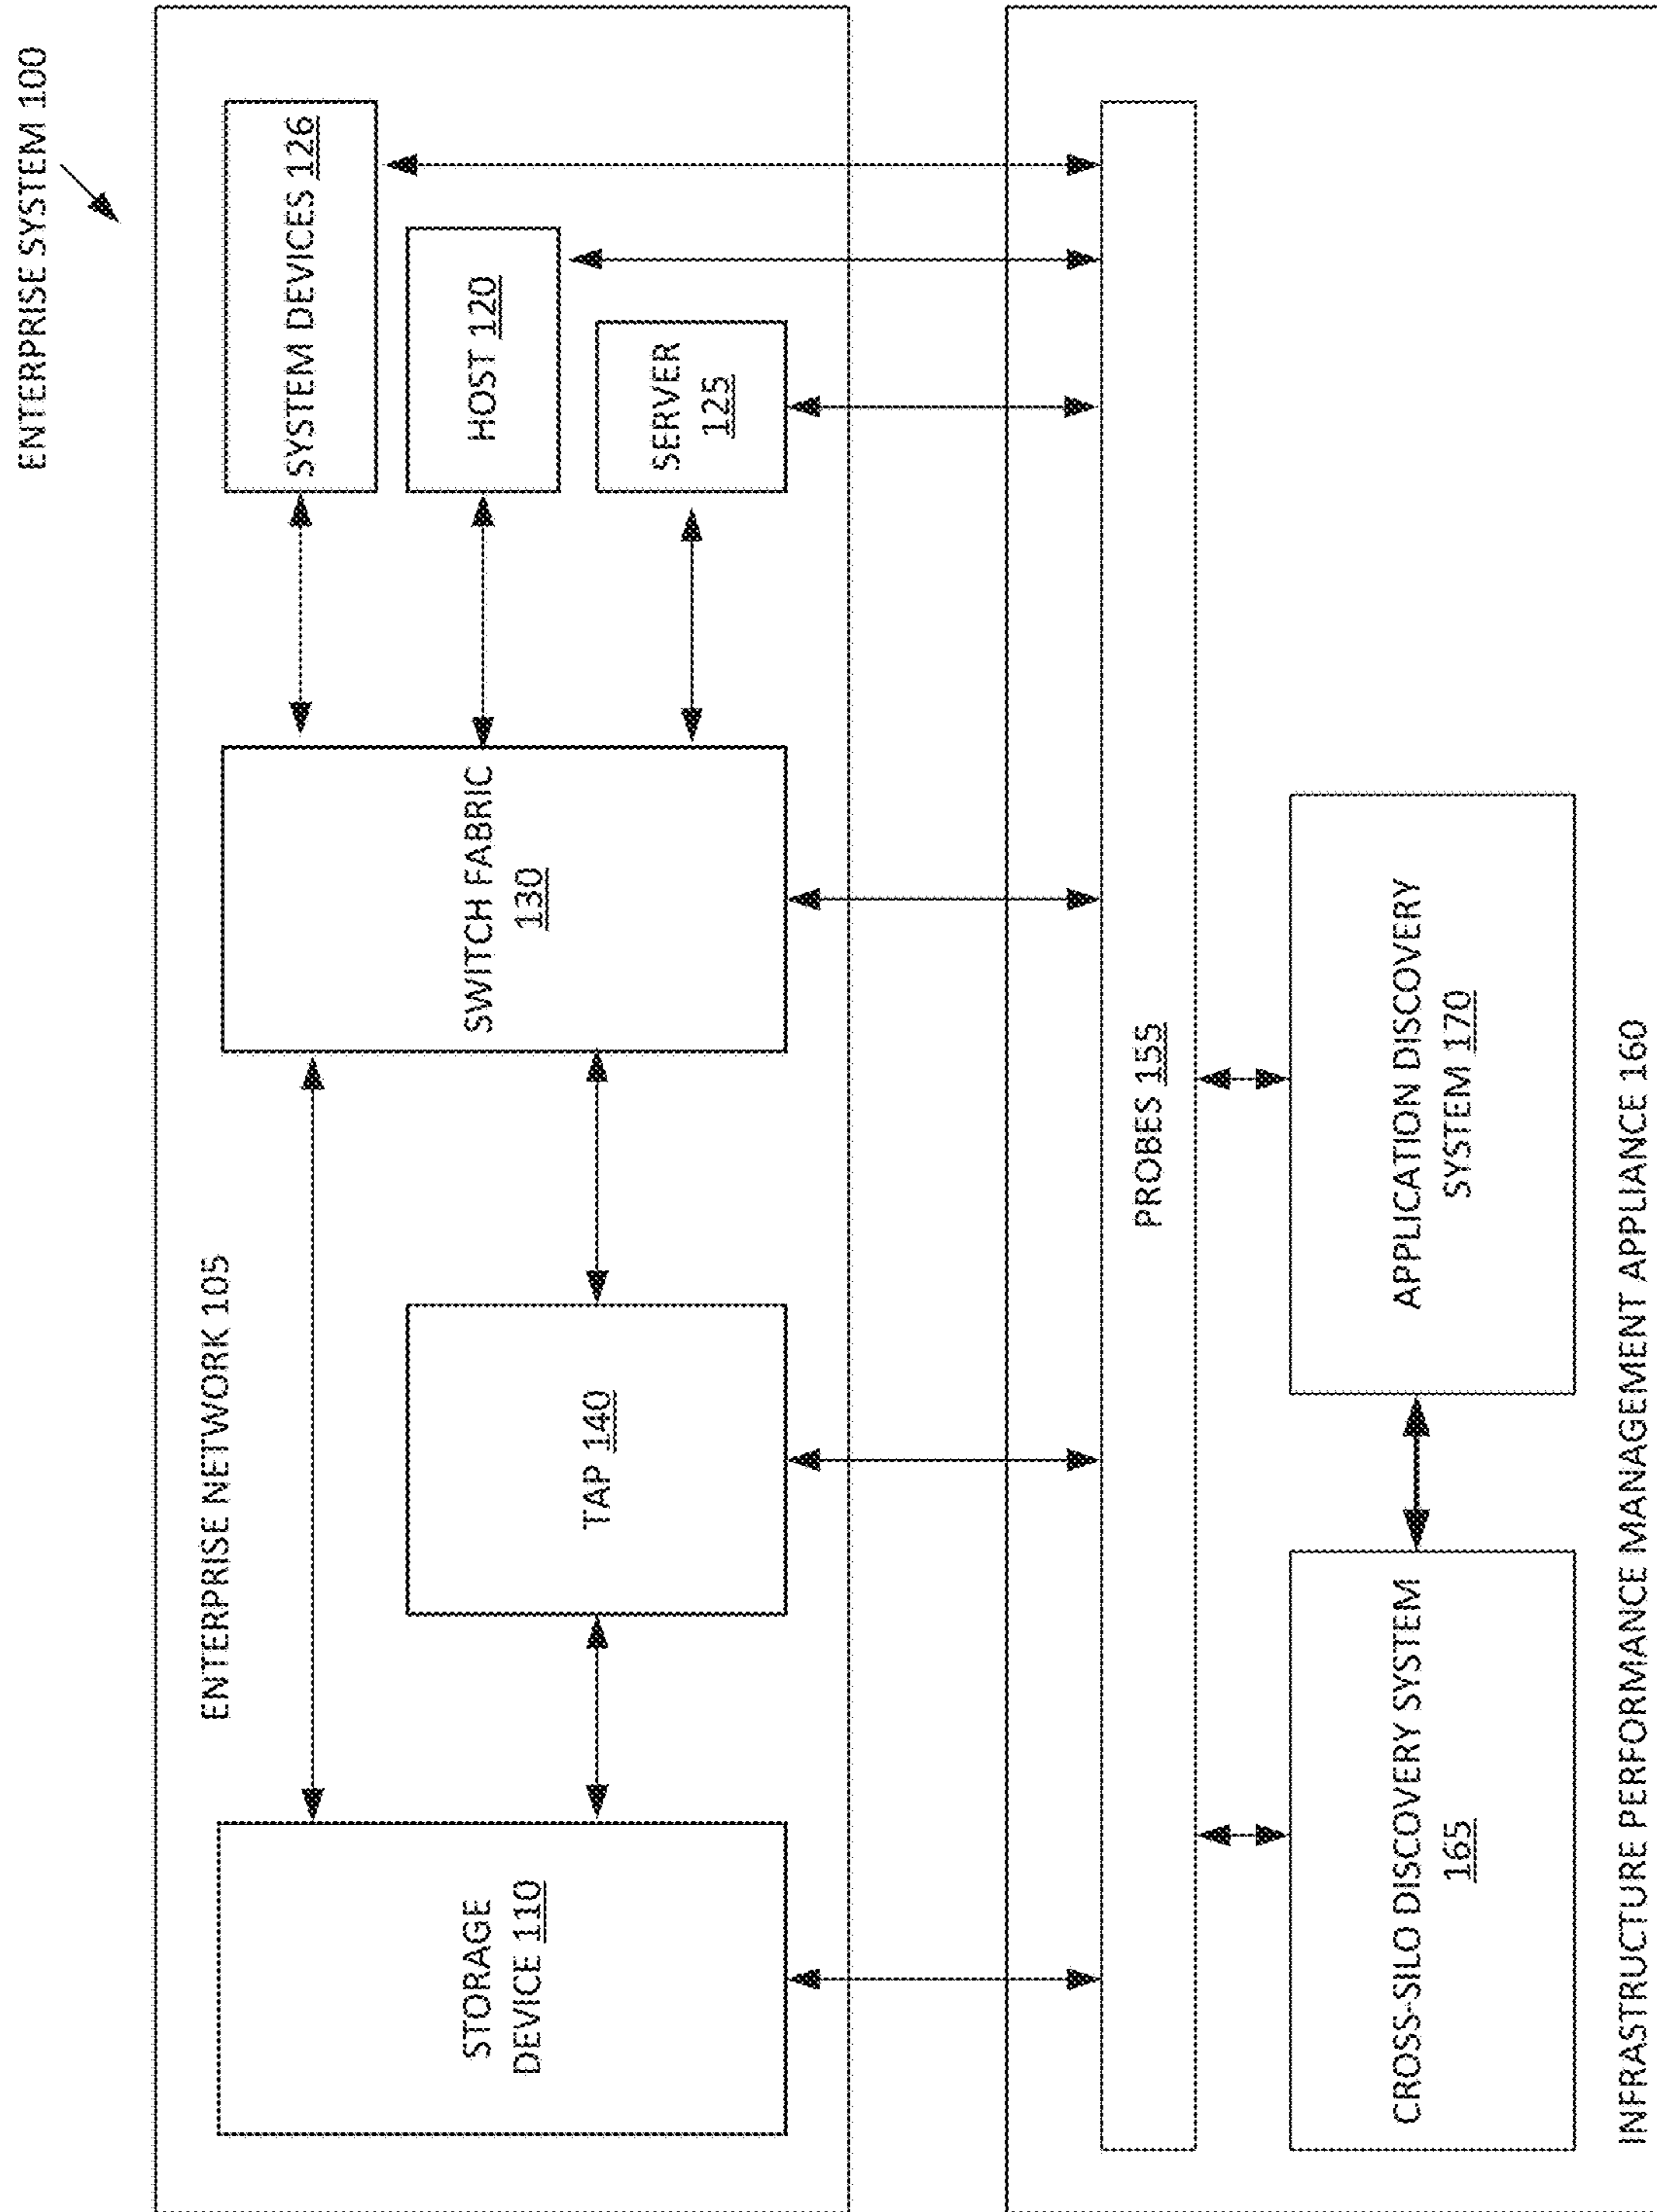 ENTERPRISE SYSTEM 100
ENTERPRISE NETWORK 105
STORAGE
DEVICE 110
TAP 140
SWITCH FABRIC
130
SYSTEM DEVICES 126
HOST 120
SERVER
125
PROBES 155
CROSS-SILO DISCOVERY SYSTEM
165
APPLICATION DISCOVERY
SYSTEM 170
INFRASTRUCTURE PERFORMANCE MANAGEMENT APPLIANCE 160